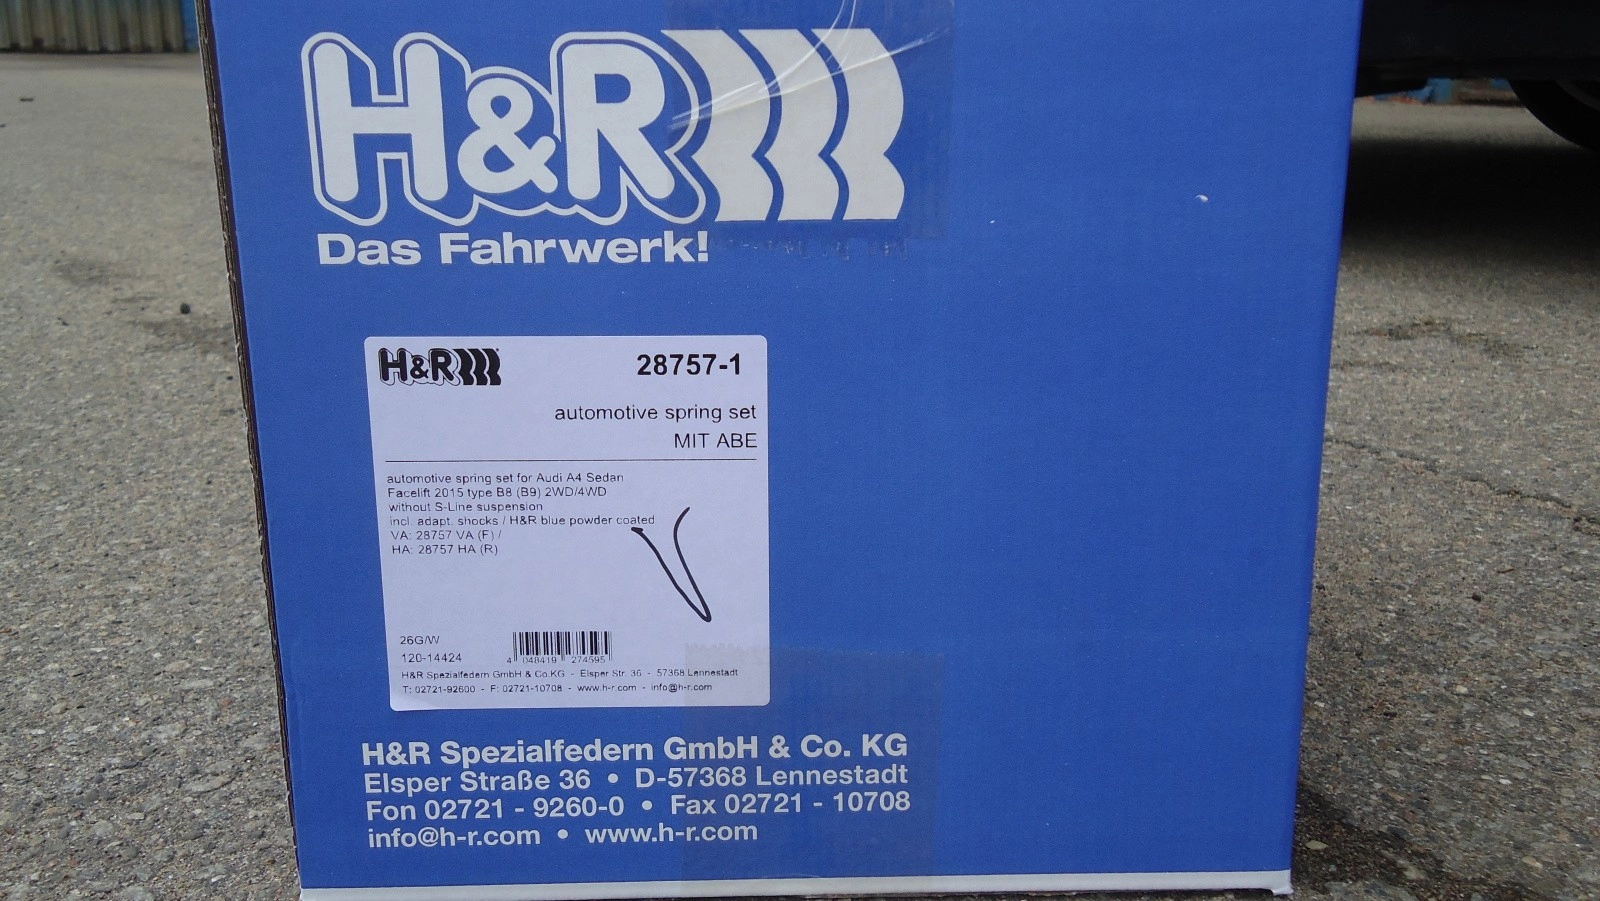 H&R
Das Fahrwerk!
H&R 28757-1
automotive spring set
MIT ABE
automotive spring set for Audi A4 Sedan
Facelift 2015 type B8 (B9) 2WD/4WD
without S-Line suspension
incl. adapt. shocks / H&R blue powder coated
VA: 28757 VA (F) /
HA: 28757 HA (R)
26G/W
120-14424
4 048419 274595
H&R Spezialfedern GmbH & Co.KG - Elsper Str. 36 - 57368 Lennestadt
T: 02721-92600 - F: 02721-10708 - www.h-r.com - info@h-r.com
H&R Spezialfedern GmbH & Co. KG
Elsper Straße 36 • D-57368 Lennestadt
Fon 02721 - 9260-0 • Fax 02721 - 10708
info@h-r.com • www.h-r.com